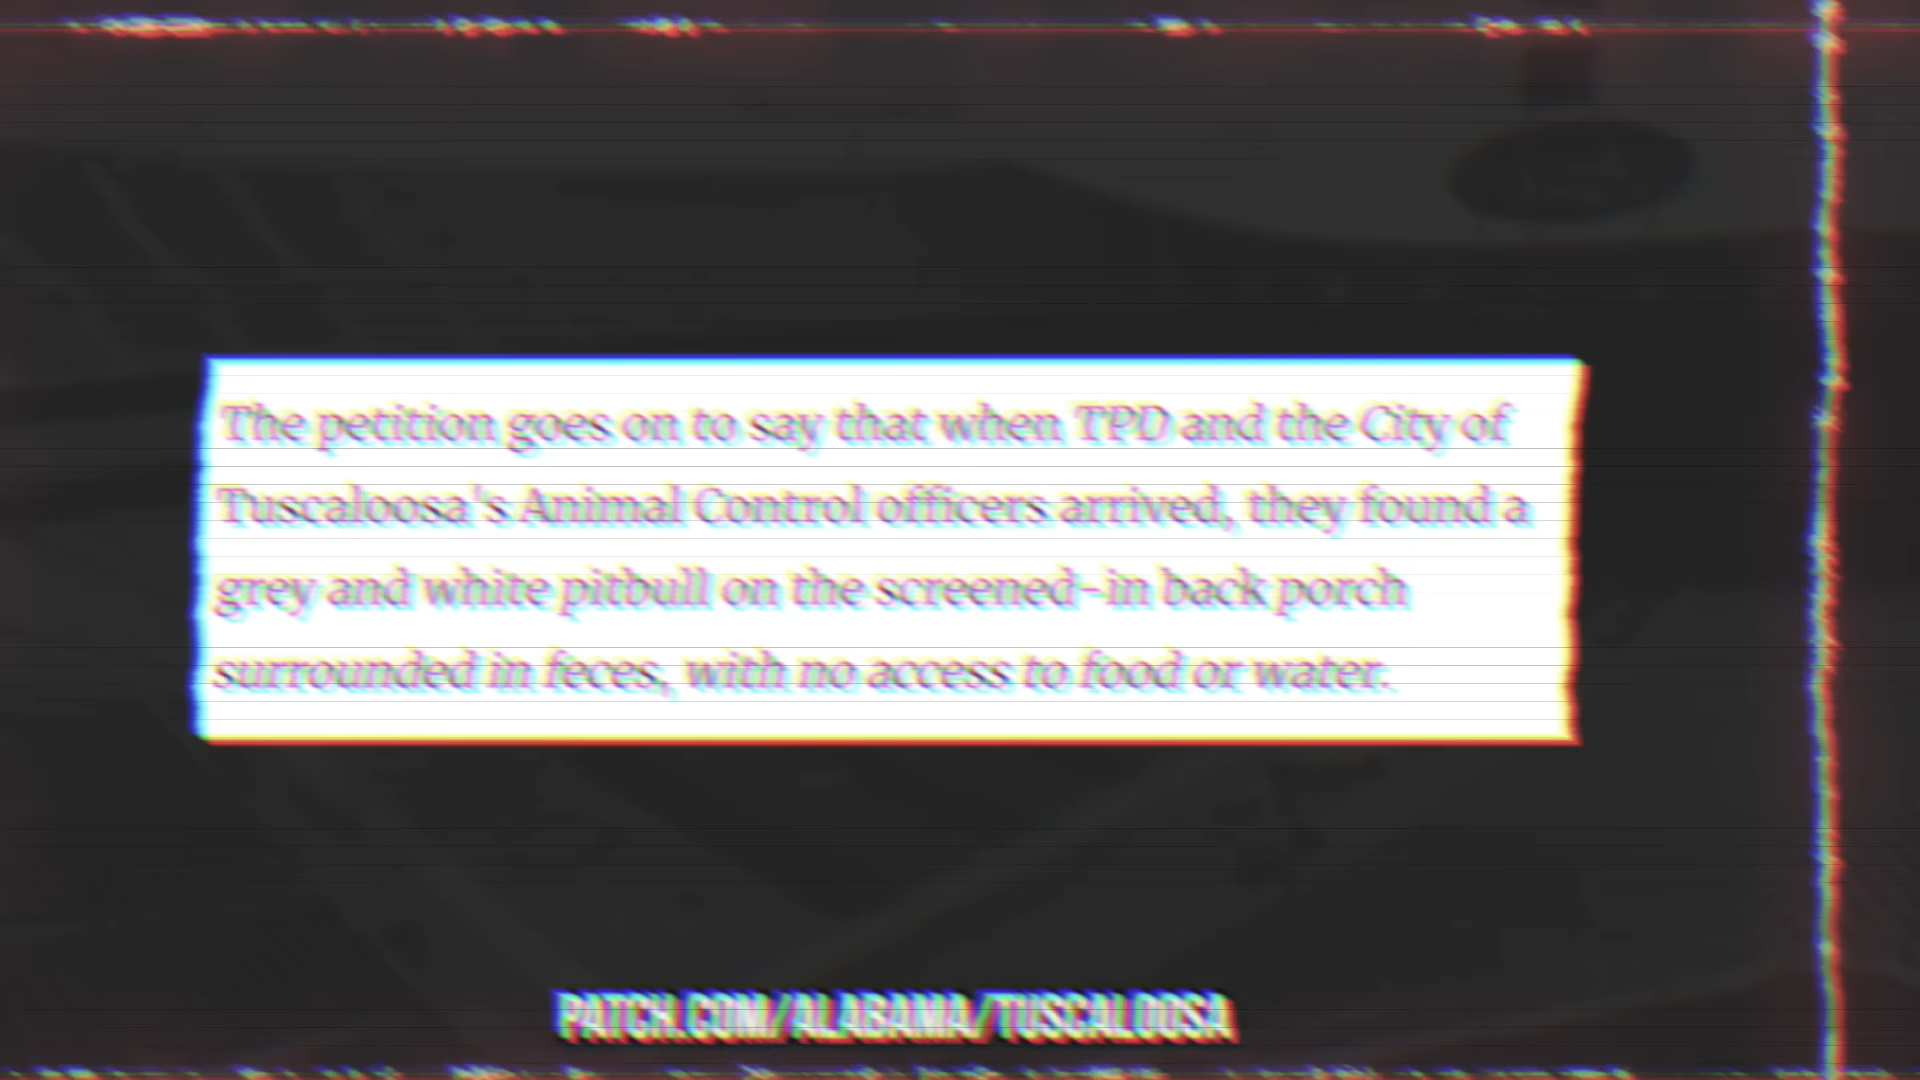 The petition goes on to say that when TPD and the City of
Tuscaloosa's Animal Control officers arrived, they found a
grey and white pitbull on the screened-in back porch
surrounded in feces, with no access to food or water.
PATCH.COM/ALABAMA/TUSCALOOSA